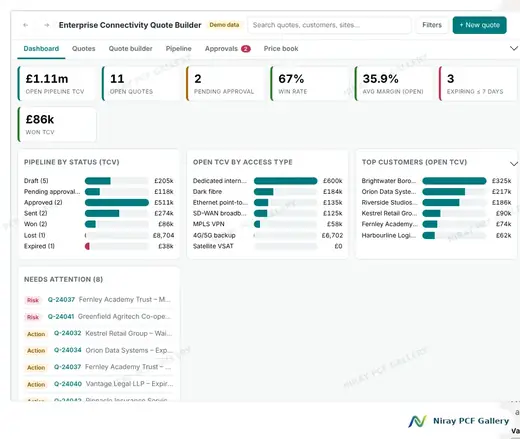 ← → Enterprise Connectivity Quote Builder Demo data Search quotes, customers, sites... Filters + New quote
Dashboard Quotes Quote builder Pipeline Approvals 2 Price book
£1.11m
OPEN PIPELINE TCV
11
OPEN QUOTES
2
PENDING APPROVAL
67%
WIN RATE
35.9%
AVG MARGIN (OPEN)
3
EXPIRING ≤ 7 DAYS
£86k
WON TCV
PIPELINE BY STATUS (TCV)
Draft (5) £205k
Pending approval... £118k
Approved (2) £511k
Sent (2) £274k
Won (2) £86k
Lost (1) £8,704
Expired (1) £38k
OPEN TCV BY ACCESS TYPE
Dedicated intern... £600k
Dark fibre £184k
Ethernet point-to... £135k
SD-WAN broadb... £125k
MPLS VPN £58k
4G/5G backup £6,702
Satellite VSAT £0
TOP CUSTOMERS (OPEN TCV)
Brightwater Boro... £325k
Orion Data Syste... £217k
Riverside Studios... £186k
Kestrel Retail Gr... £90k
Fernley Academ... £74k
Harbourline Logi... £62k
NEEDS ATTENTION (8)
Risk Q-24037 Fernley Academy Trust – M...
Risk Q-24041 Greenfield Agritech Co-ope...
Action Q-24032 Kestrel Retail Group – Wai...
Action Q-24034 Orion Data Systems – Exp...
Action Q-24037 Fernley Academy Trust – ...
Action Q-24040 Vantage Legal LLP – Expir...
NIRAY PCF GALLERY
Niray PCF Gallery
Va